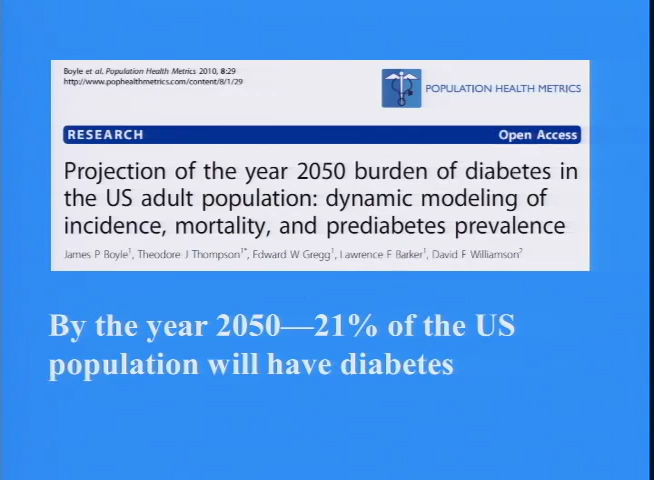 Boyle et al. Population Health Metrics 2010, 8:29
http://www.pophealthmetrics.com/content/8/1/29
POPULATION HEALTH METRICS
RESEARCH
Open Access
Projection of the year 2050 burden of diabetes in
the US adult population: dynamic modeling of
incidence, mortality, and prediabetes prevalence
James P Boyle¹, Theodore J Thompson¹*, Edward W Gregg¹, Lawrence F Barker¹, David F Williamson²
By the year 2050—21% of the US
population will have diabetes